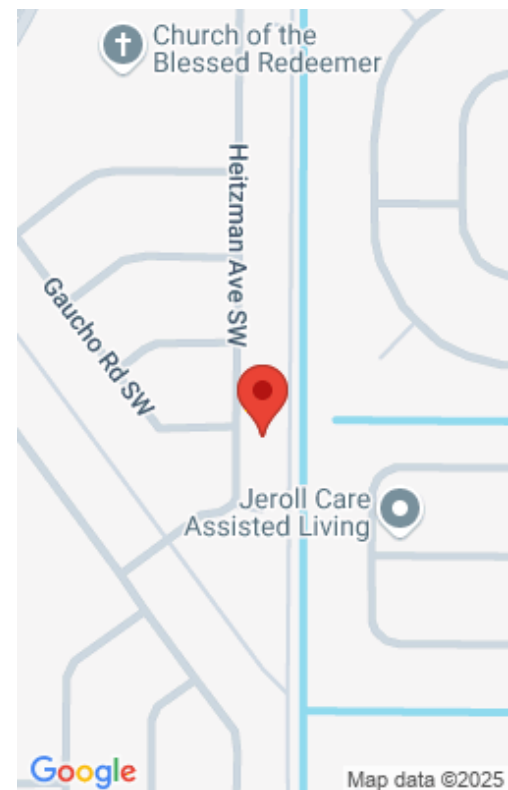 Church of the
Blessed Redeemer
Heitzman Ave SW
Gaucho Rd SW
Jeroll Care
Assisted Living
Google
Map data ©2025